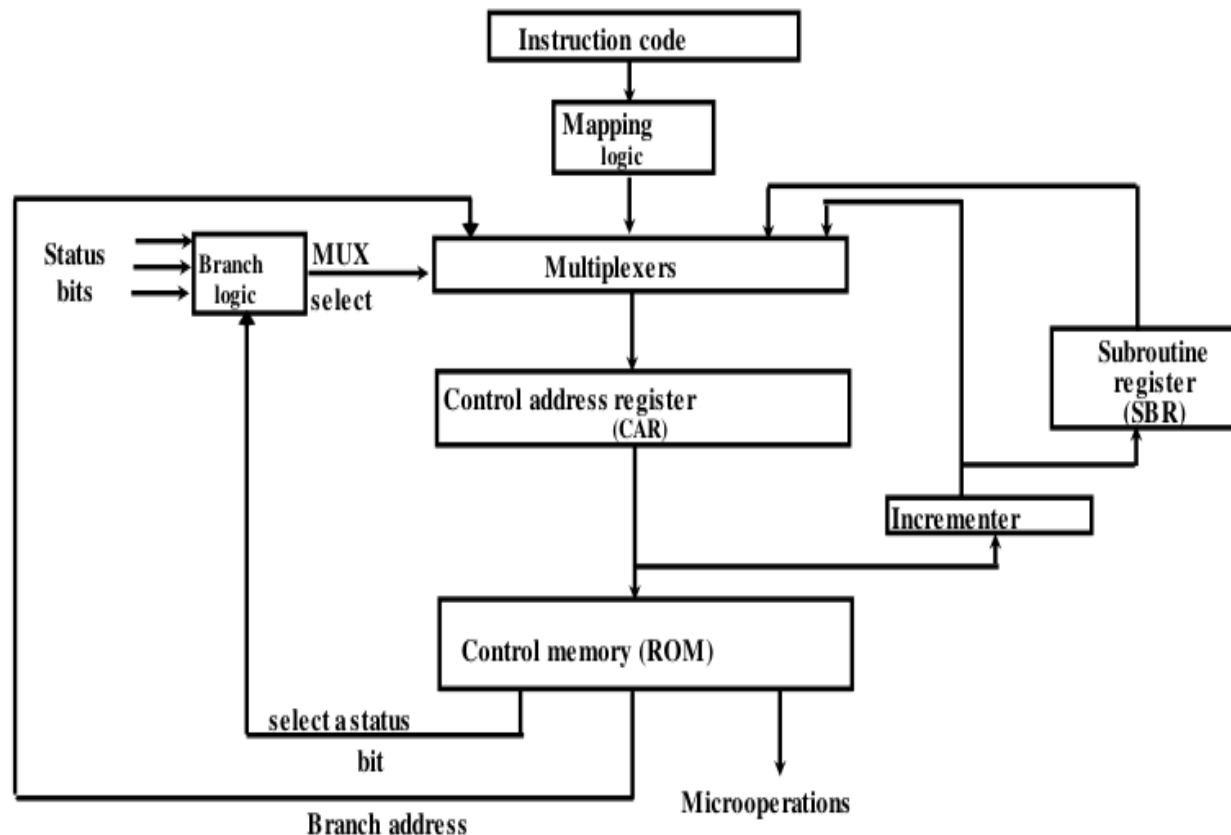 Instruction code
Mapping
logic
Status
bits
Branch
logic
MUX
select
Multiplexers
Subroutine
register
(SBR)
Control address register
(CAR)
Incrementer
Control memory (ROM)
select a status
bit
Microoperations
Branch address